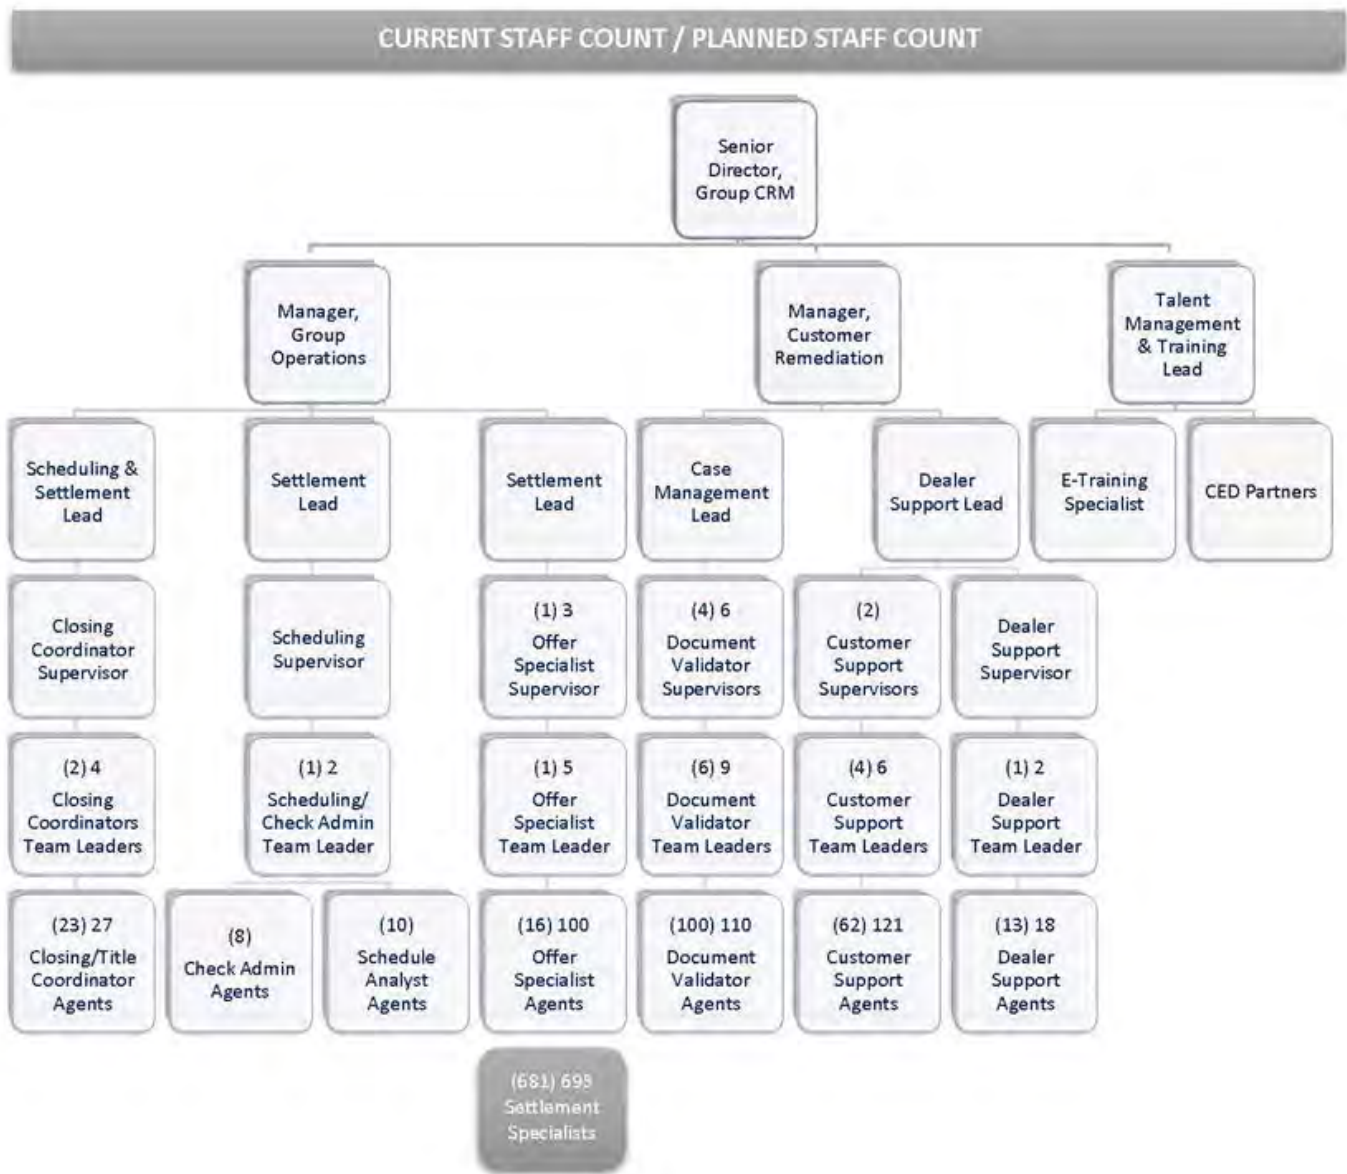 CURRENT STAFF COUNT / PLANNED STAFF COUNT
Senior
Director,
Group CRM
Manager,
Group
Operations
Manager,
Customer
Remediation
Talent
Management
& Training
Lead
Scheduling &
Settlement
Lead
Settlement
Lead
Settlement
Lead
Case
Management
Lead
Dealer
Support Lead
E-Training
Specialist
CED Partners
Closing
Coordinator
Supervisor
Scheduling
Supervisor
(1) 3
Offer
Specialist
Supervisor
(4) 6
Document
Validator
Supervisors
(2)
Customer
Support
Supervisors
Dealer
Support
Supervisor
(2) 4
Closing
Coordinators
Team Leaders
(1) 2
Scheduling/
Check Admin
Team Leader
(1) 5
Offer
Specialist
Team Leader
(6) 9
Document
Validator
Team Leaders
(4) 6
Customer
Support
Team Leaders
(1) 2
Dealer
Support
Team Leader
(23) 27
Closing/Title
Coordinator
Agents
(8)
Check Admin
Agents
(10)
Schedule
Analyst
Agents
(16) 100
Offer
Specialist
Agents
(100) 110
Document
Validator
Agents
(62) 121
Customer
Support
Agents
(13) 18
Dealer
Support
Agents
(681)
Settlement
Specialists